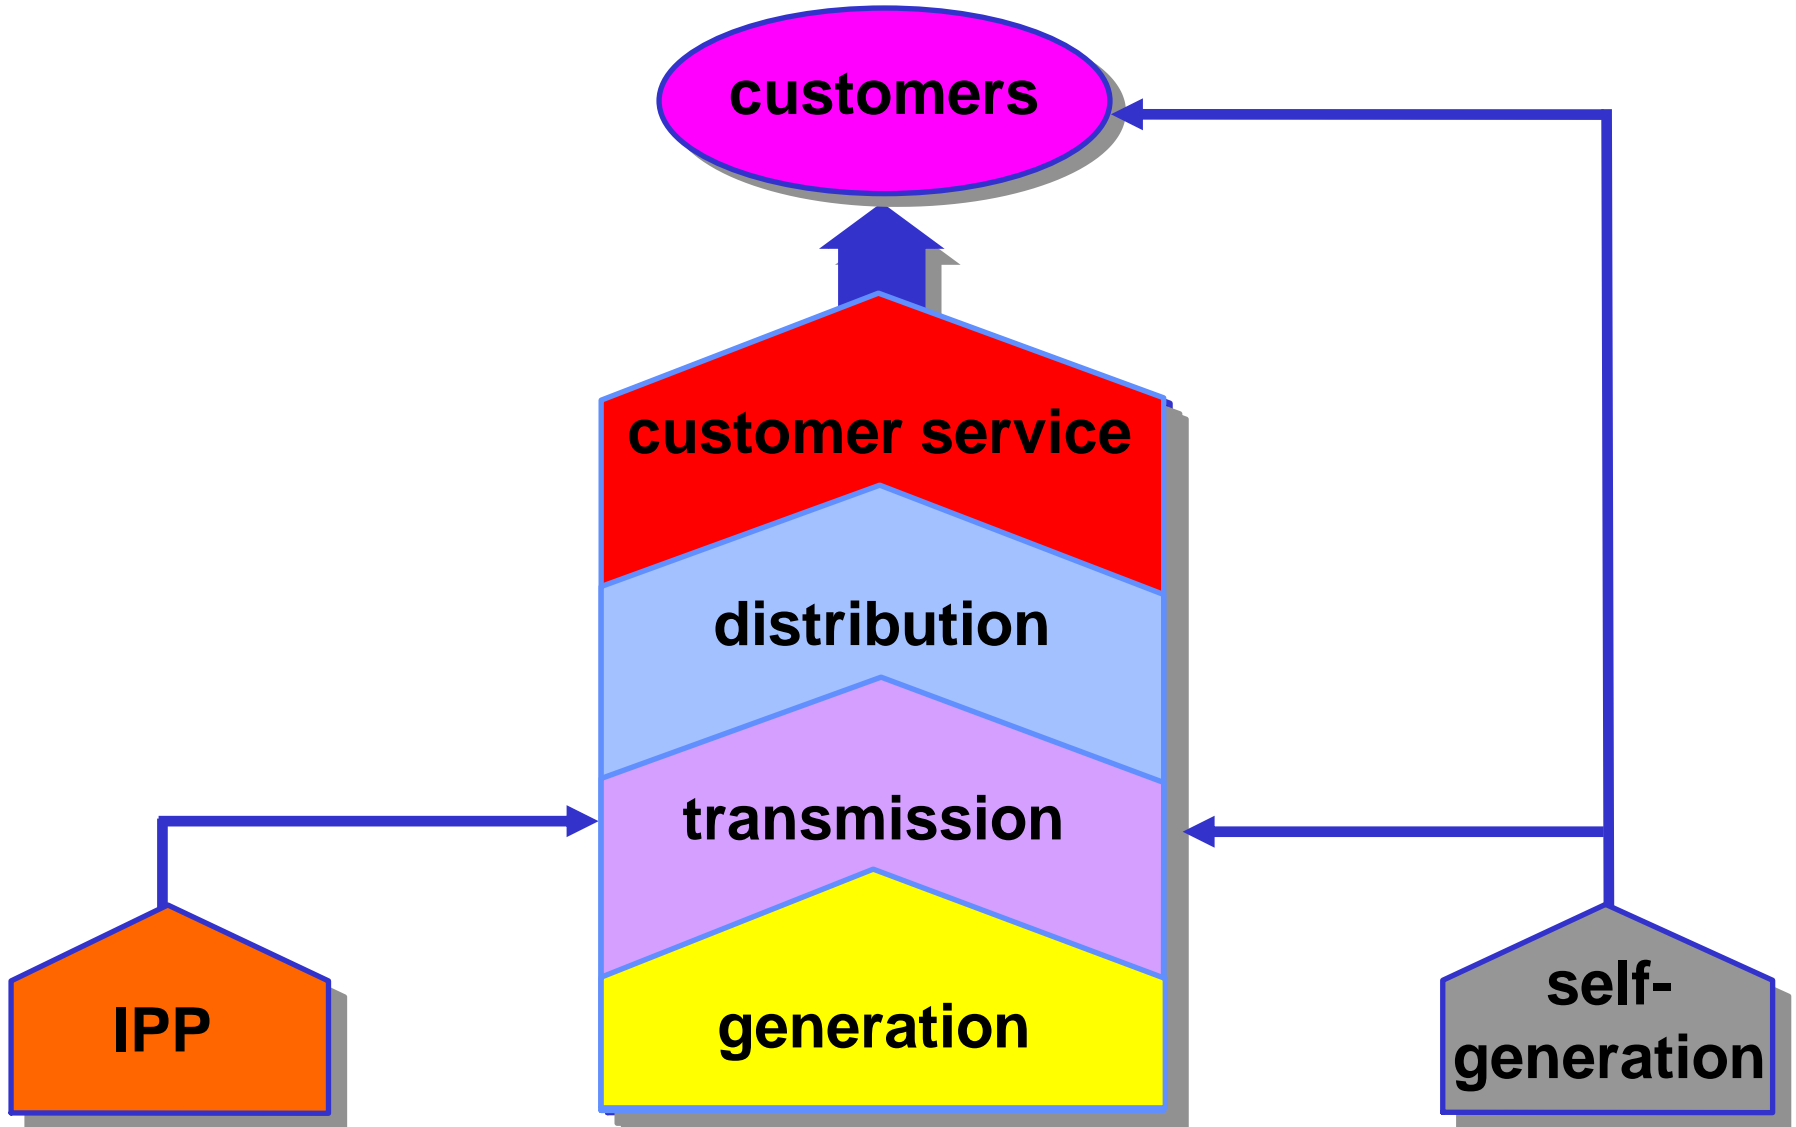 customers
customer service
distribution
transmission
generation
IPP
self-
generation